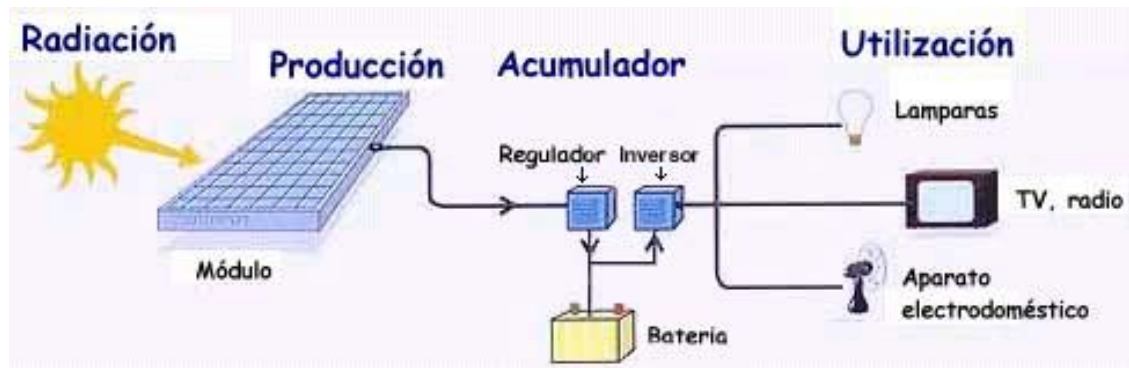 Radiación
Producción
Acumulador
Utilización
Lamparas
Regulador
Inversor
TV, radio
Módulo
Aparato
electrodoméstico
Bateria